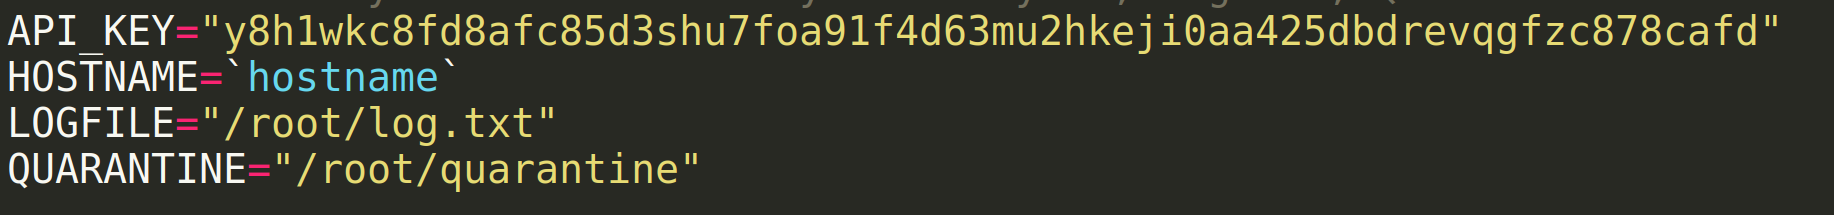 API_KEY="y8h1wkc8fd8afc85d3shu7foa91f4d63mu2hkeji0aa425dbdrevqgfzc878cafd"
HOSTNAME=`hostname`
LOGFILE="/root/log.txt"
QUARANTINE="/root/quarantine"